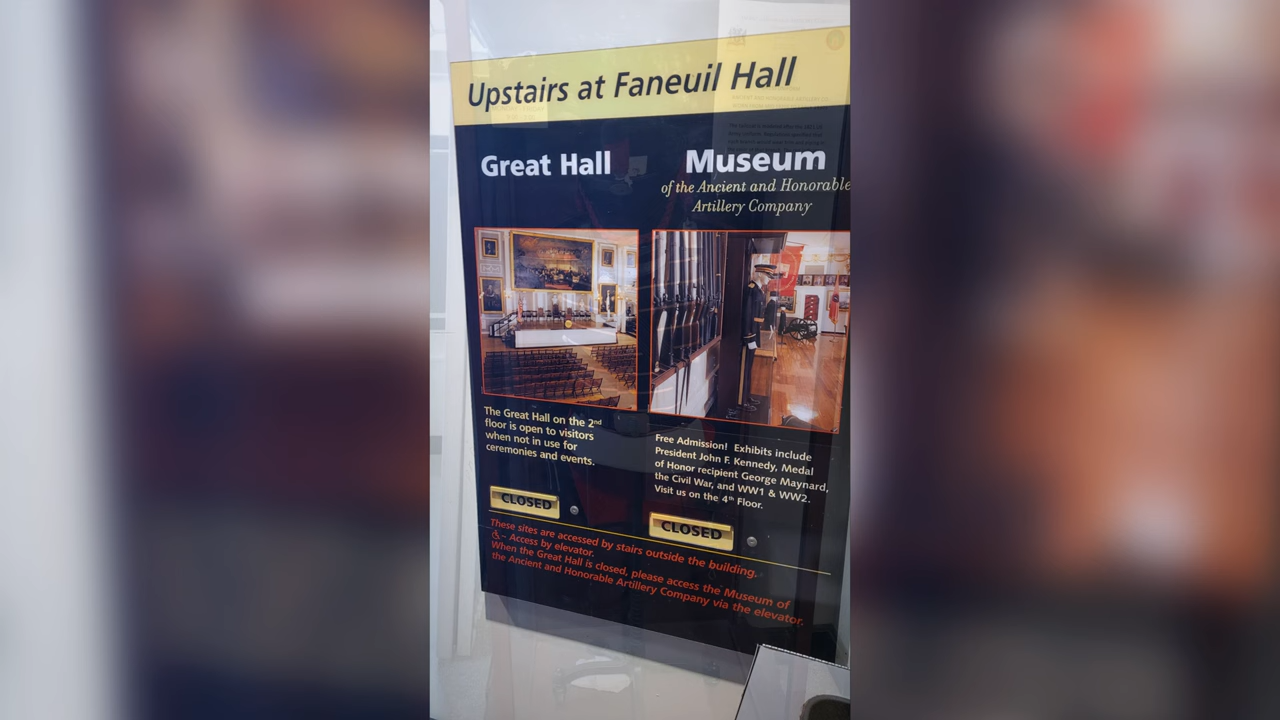 Upstairs at Faneuil Hall
Great Hall
Museum
of the Ancient and Honorable
Artillery Company
The Great Hall on the 2nd
floor is open to visitors
when not in use for
ceremonies and events.
CLOSED
Free Admission! Exhibits include
President John F. Kennedy, Medal
of Honor recipient George Maynard,
the Civil War, and WW1 & WW2.
Visit us on the 4th Floor.
CLOSED
These sites are accessed by stairs outside the building.
– Access by elevator.
When the Great Hall is closed, please access the Museum of
the Ancient and Honorable Artillery Company via the elevator.